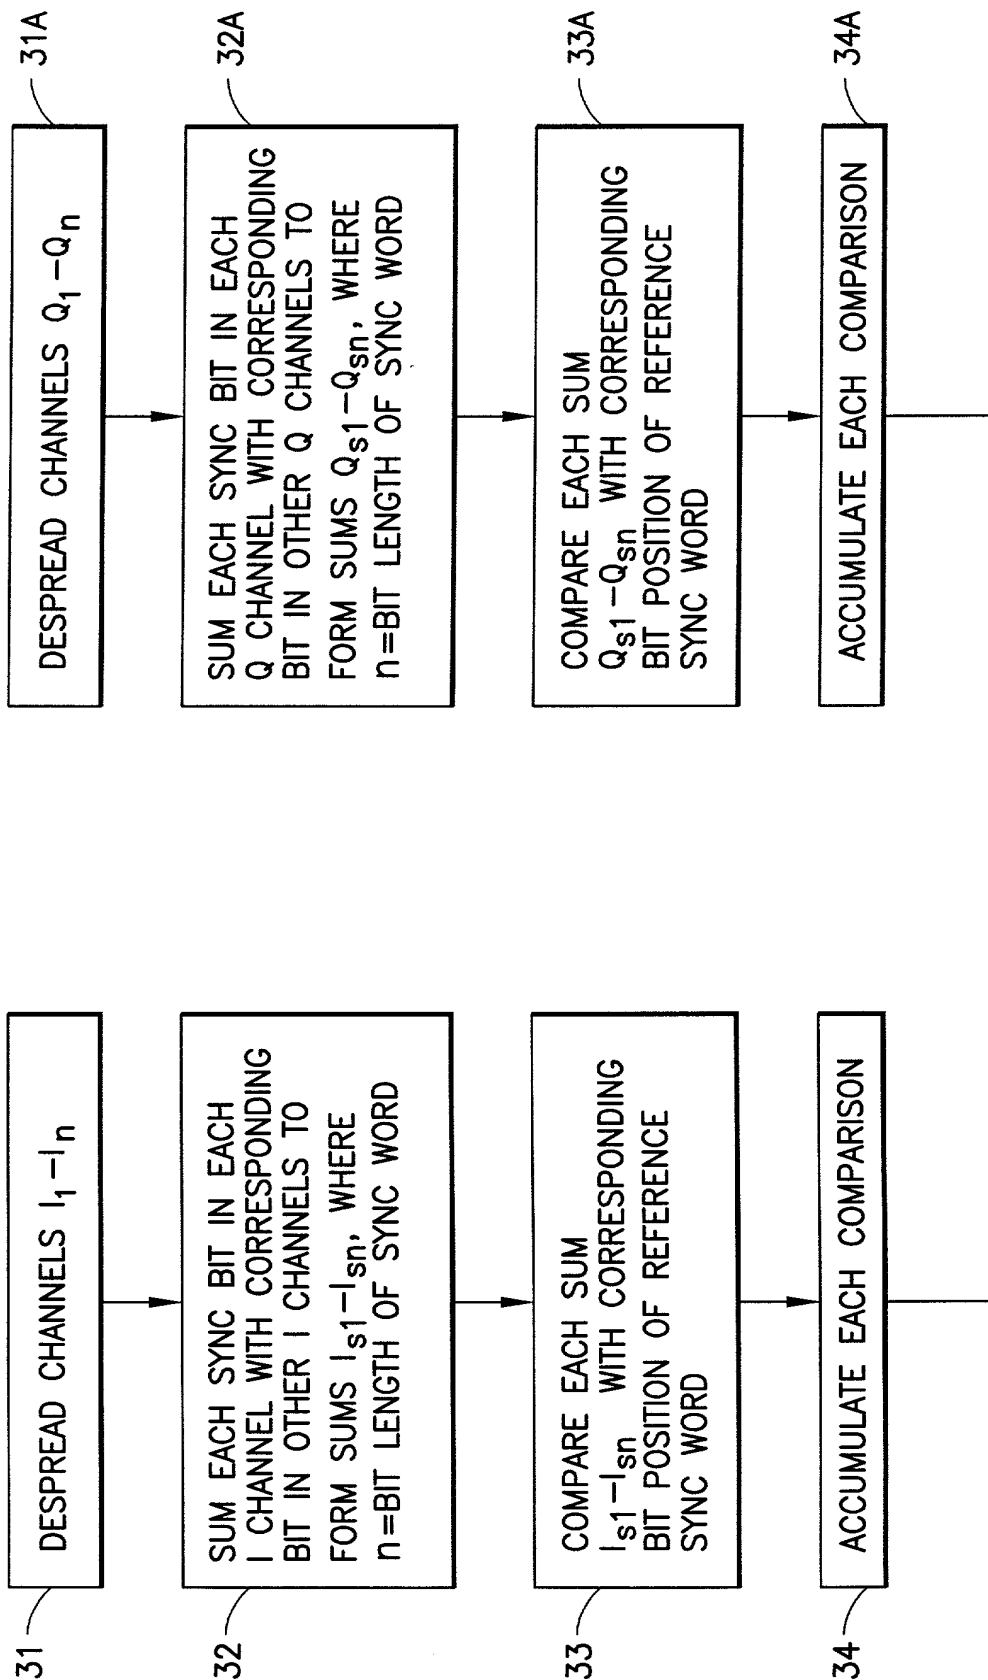 31
DESPREAD CHANNELS I1–In
32
SUM EACH SYNC BIT IN EACH
I CHANNEL WITH CORRESPONDING
BIT IN OTHER I CHANNELS TO
FORM SUMS Is1–Isn, WHERE
n=BIT LENGTH OF SYNC WORD
33
COMPARE EACH SUM
Is1–Isn WITH CORRESPONDING
BIT POSITION OF REFERENCE
SYNC WORD
34
ACCUMULATE EACH COMPARISON
31A
DESPREAD CHANNELS Q1–Qn
32A
SUM EACH SYNC BIT IN EACH
Q CHANNEL WITH CORRESPONDING
BIT IN OTHER Q CHANNELS TO
FORM SUMS Qs1–Qsn, WHERE
n=BIT LENGTH OF SYNC WORD
33A
COMPARE EACH SUM
Qs1–Qsn WITH CORRESPONDING
BIT POSITION OF REFERENCE
SYNC WORD
34A
ACCUMULATE EACH COMPARISON